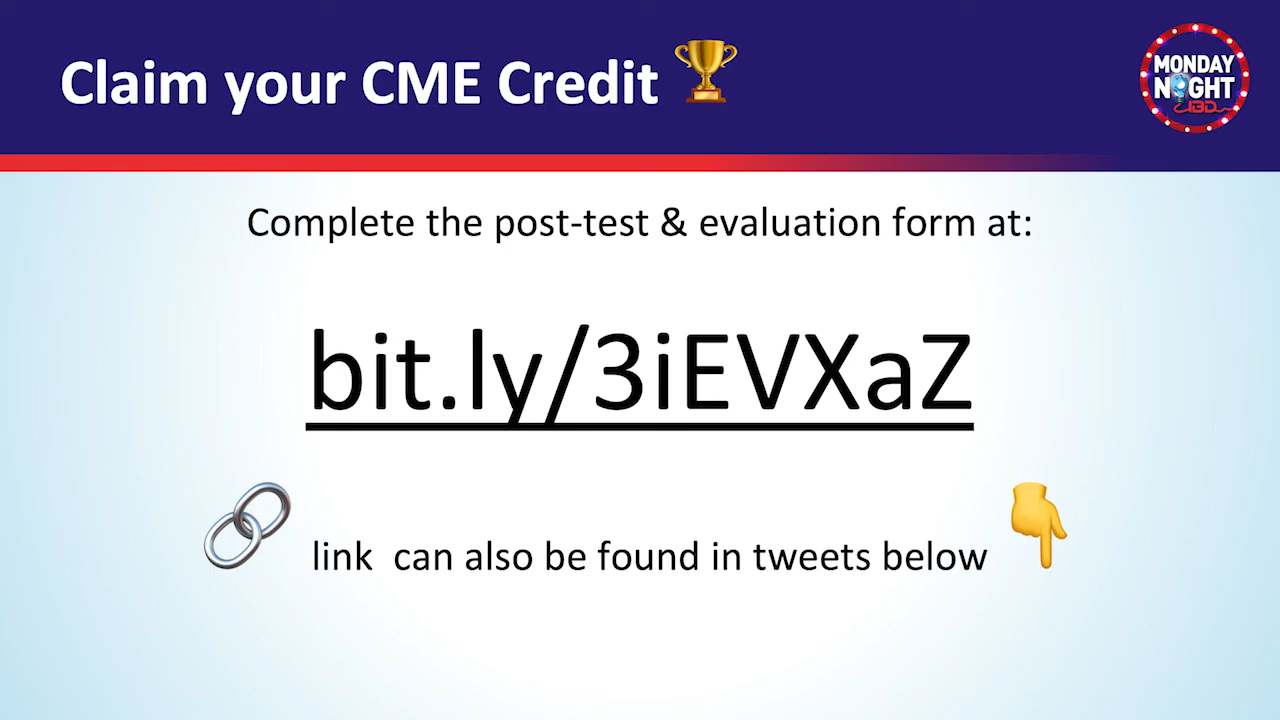 Claim your CME Credit
MONDAY
NIGHT
IBD
Complete the post-test & evaluation form at:
bit.ly/3iEVXaZ
link can also be found in tweets below